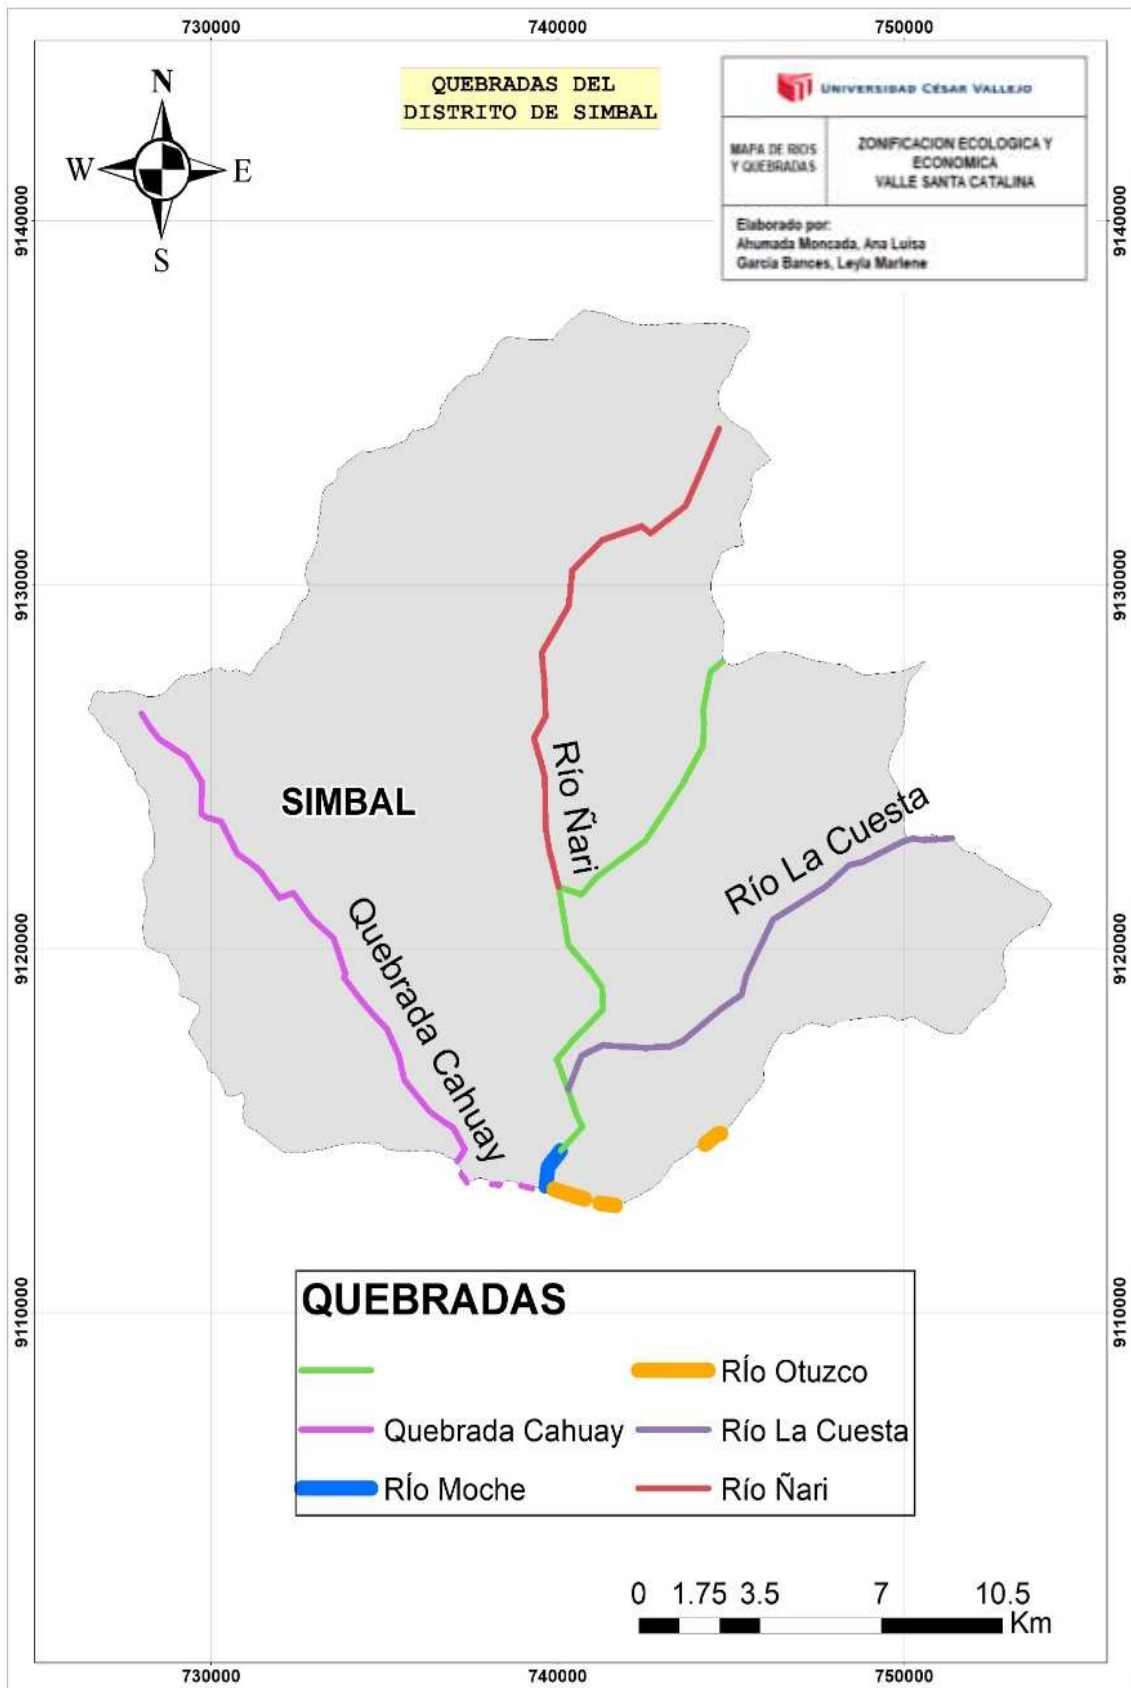 730000 740000 750000
N
W E
S
QUEBRADAS DEL
DISTRITO DE SIMBAL
UNIVERSIDAD CÉSAR VALLEJO
MAPA DE RIOS
Y QUEBRADAS
ZONIFICACION ECOLOGICA Y
ECONOMICA
VALLE SANTA CATALINA
Elaborado por:
Ahumada Moncada, Ana Luisa
García Bances, Leyla Marlene
9140000 9140000
9130000 9130000
Río Ñari
SIMBAL
Río La Cuesta
Quebrada Cahuay
9120000 9120000
9110000 9110000
QUEBRADAS
RÍo Otuzco
Quebrada Cahuay
Río La Cuesta
RÍo Moche
Río Ñari
0 1.75 3.5 7 10.5
Km
730000 740000 750000